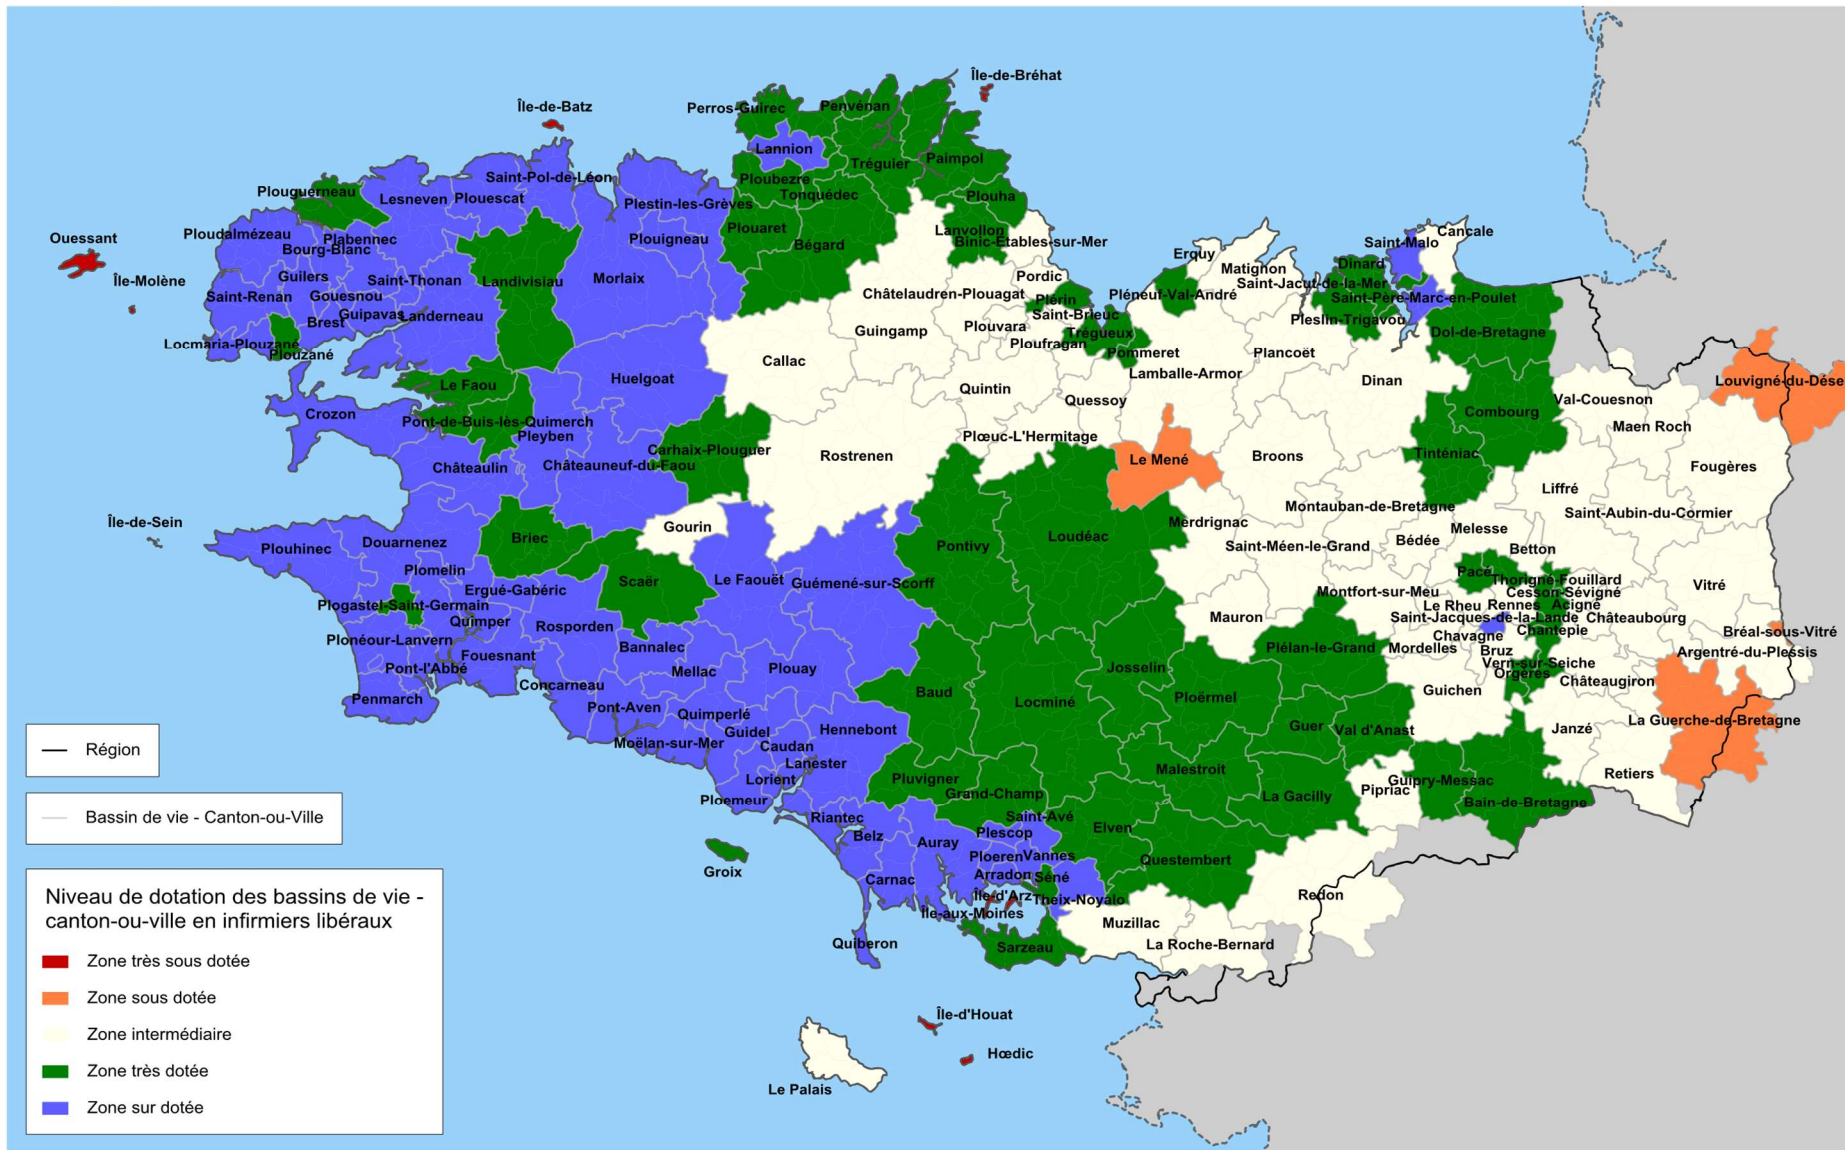 Île-de-Bréhat
Île-de-Batz
Perros-Guirec
Penvénan
Lannion
Saint-Pol-de-Léon
Tréguier
Paimpol
Plouguerneau
Lesneven
Plouescat
Plestin-les-Grèves
Ploubezre
Tonquédec
Plouha
Ouessant
Ploudalmézeau
Plabennec
Bourg-Blanc
Plouigneau
Plouaret
Bégard
Lanvollon
Binic-Étables-sur-Mer
Saint-Malo
Cancale
Île-Molène
Guilers
Saint-Thonan
Landivisiau
Morlaix
Pordic
Erquy
Matignon
Dinard
Saint-Jacut-de-la-Mer
Saint-Renan
Gouesnou
Guipavas
Landerneau
Brest
Châtelaudren-Plouagat
Plérin
Pléneuf-Val-André
Saint-Père-Marc-en-Poulet
Locmaria-Plouzané
Plouzané
Guingamp
Plouvara
Saint-Brieuc
Trégueux
Ploufragan
Pommeret
Pleslin-Trigavou
Dol-de-Bretagne
Le Faou
Huelgoat
Callac
Quintin
Quessoy
Lamballe-Armor
Plancoët
Dinan
Louvigné-du-Dése
Crozon
Pont-de-Buis-lès-Quimerch
Pleyben
Combourg
Val-Couesnon
Maen Roch
Châteaulin
Châteauneuf-du-Faou
Carhaix-Plouguer
Rostrenen
Plœuc-L'Hermitage
Le Mené
Broons
Tinténiac
Fougères
Île-de-Sein
Gourin
Montauban-de-Bretagne
Liffré
Saint-Aubin-du-Cormier
Plouhinec
Douarnenez
Briec
Pontivy
Loudéac
Merdrignac
Saint-Méen-le-Grand
Bédée
Melesse
Betton
Plomelin
Ergué-Gabéric
Scaër
Le Faouët
Guémené-sur-Scorff
Montfort-sur-Meu
Pacé
Thorigné-Fouillard
Cesson-Sévigné
Vitré
Plogastel-Saint-Germain
Quimper
Rosporden
Mauron
Le Rheu
Rennes
Acigné
Saint-Jacques-de-la-Lande
Châteaubourg
Chantepie
Chavagne
Bréal-sous-Vitré
Plonéour-Lanvern
Fouesnant
Bannalec
Plélan-le-Grand
Mordelles
Bruz
Vern-sur-Seiche
Orgères
Argentré-du-Plessis
Pont-l'Abbé
Concarneau
Mellac
Plouay
Baud
Josselin
Guichen
Châteaugiron
Penmarch
Pont-Aven
Quimperlé
Locminé
Ploërmel
Moëlan-sur-Mer
Guidel
Hennebont
Guer
Val d'Anast
Janzé
La Guerche-de-Bretagne
Caudan
Lanester
Lorient
Pluvigner
Malestroit
Guipry-Messac
Pipriac
Retiers
Ploemeur
Grand-Champ
La Gacilly
Bain-de-Bretagne
Riantec
Belz
Auray
Saint-Avé
Plescop
Elven
Groix
Ploeren
Vannes
Questembert
Carnac
Arradon
Séné
Île-d'Arz
Theix-Noyalo
Île-aux-Moines
Redon
Quiberon
Sarzeau
Muzillac
La Roche-Bernard
Île-d'Houat
Hœdic
Le Palais
Région
Bassin de vie - Canton-ou-Ville
Niveau de dotation des bassins de vie -
canton-ou-ville en infirmiers libéraux
Zone très sous dotée
Zone sous dotée
Zone intermédiaire
Zone très dotée
Zone sur dotée